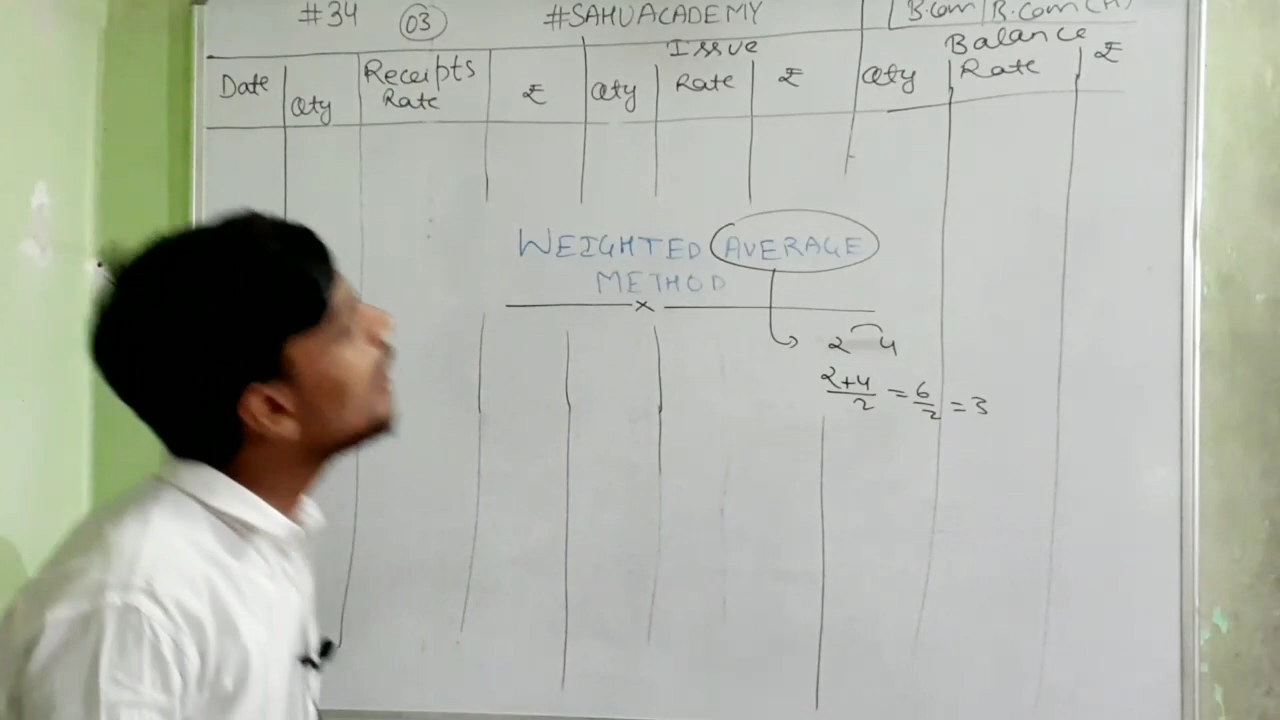 #34 03 #SAHUACADEMY B.com/B.com(H)
Issue Balance
Date Qty Receipts Rate ₹ Qty Rate ₹ Qty Rate ₹
WEIGHTED AVERAGE
METHOD
x
2 4
2+4/2 = 6/2 = 3